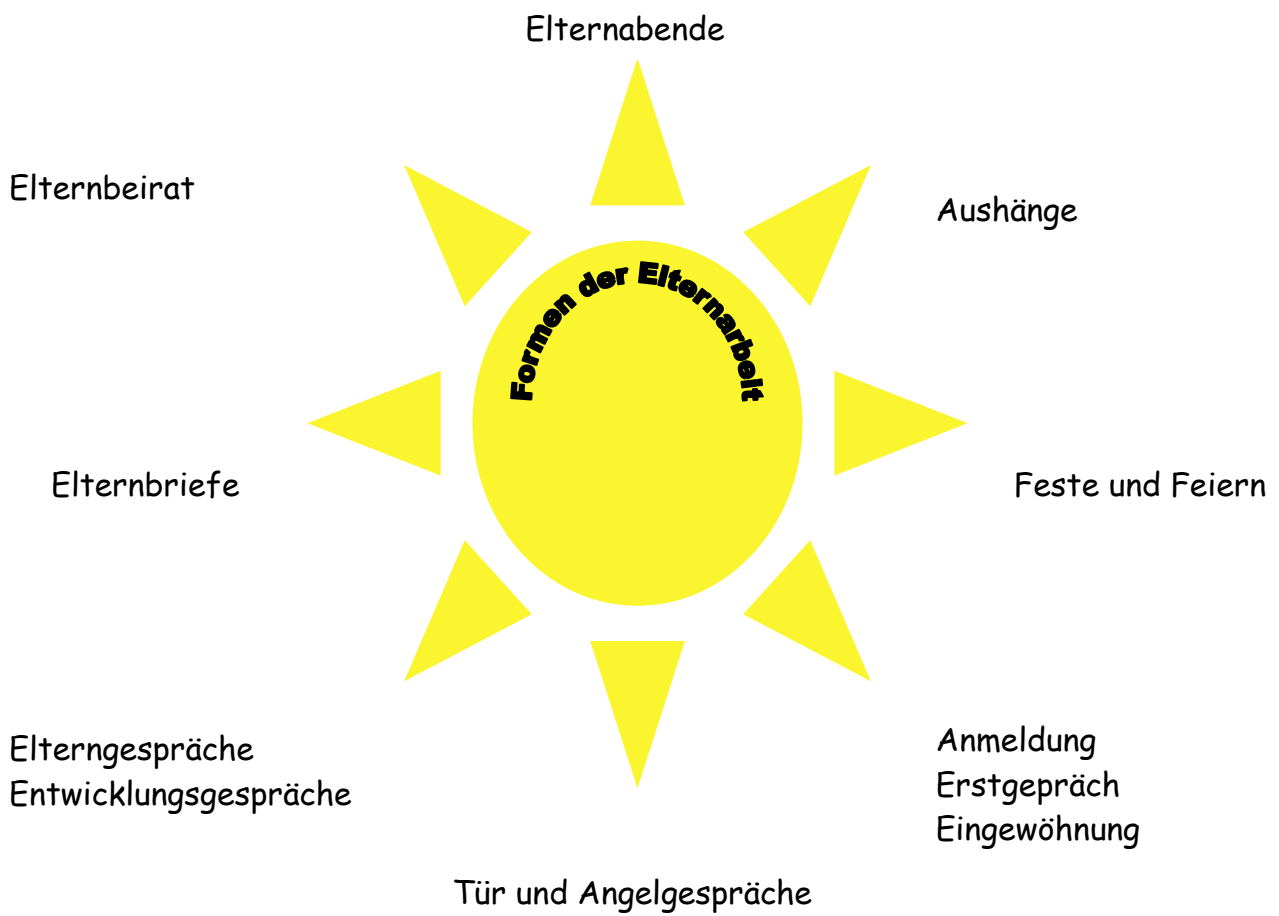 Elternabende
Elternbeirat
Aushänge
Formen der Elternarbeit
Elternbriefe
Feste und Feiern
Elterngespräche
Entwicklungsgespräche
Anmeldung
Erstgepräch
Eingewöhnung
Tür und Angelgespräche